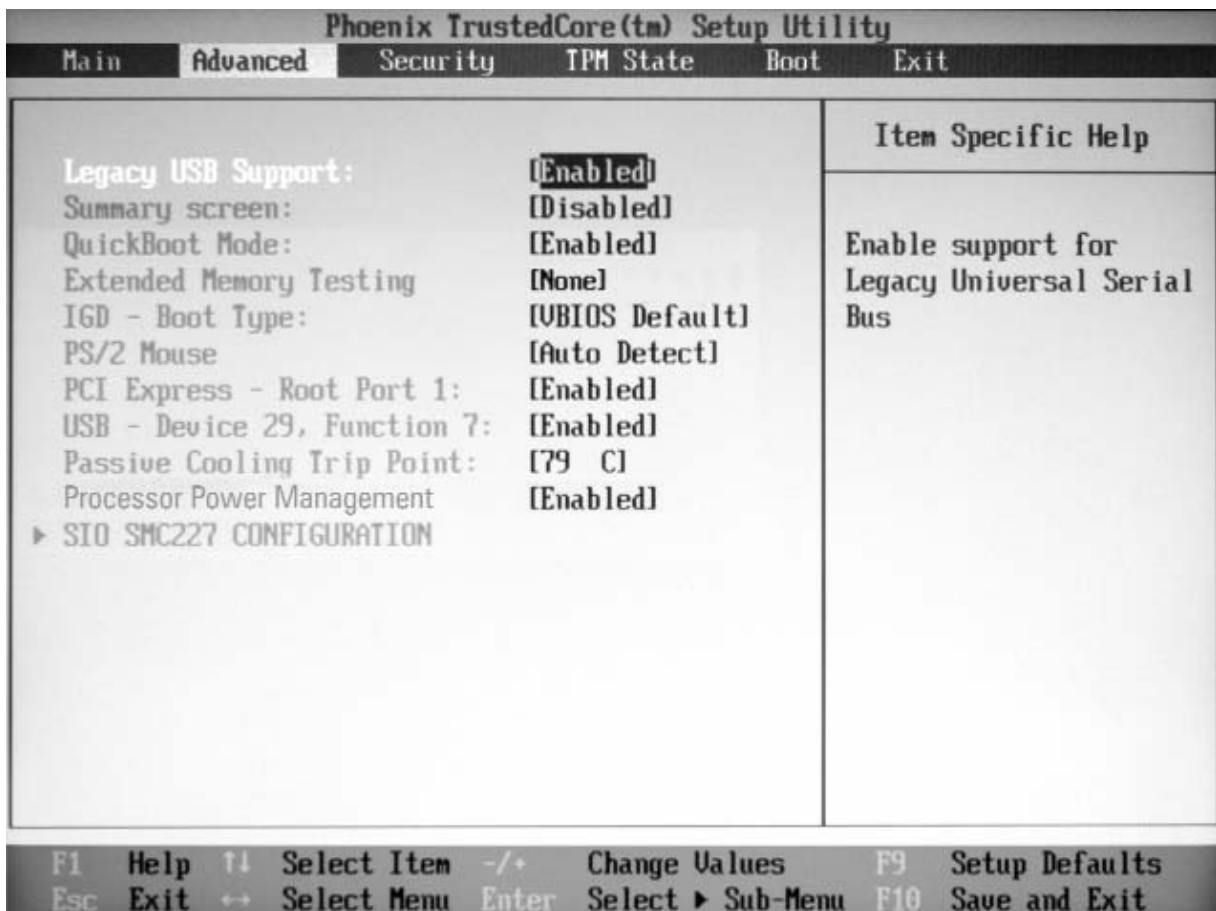 Phoenix TrustedCore(tm) Setup Utility
Main Advanced Security TPM State Boot Exit
Item Specific Help
Legacy USB Support: [Enabled]
Summary screen: [Disabled]
QuickBoot Mode: [Enabled]
Extended Memory Testing [None]
IGD - Boot Type: [VBIOS Default]
PS/2 Mouse [Auto Detect]
PCI Express - Root Port 1: [Enabled]
USB - Device 29, Function 7: [Enabled]
Passive Cooling Trip Point: [79 C]
Processor Power Management [Enabled]
▶ SIO SMC227 CONFIGURATION
Enable support for
Legacy Universal Serial
Bus
F1 Help ↑↓ Select Item -/+ Change Values F9 Setup Defaults
Esc Exit ↔ Select Menu Enter Select ▶ Sub-Menu F10 Save and Exit